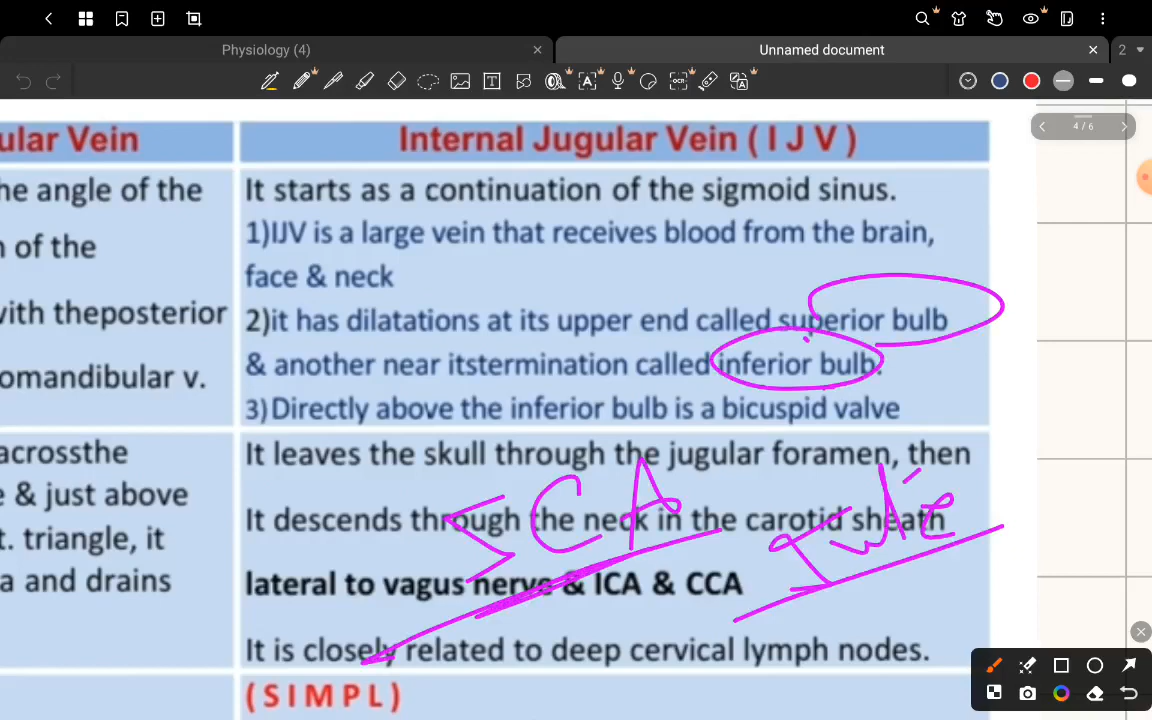 Physiology (4)
Unnamed document
2
4/6
ular Vein
Internal Jugular Vein ( I J V )
he angle of the
n of the
with theposterior
omandibular v.
It starts as a continuation of the sigmoid sinus.
1)IJV is a large vein that receives blood from the brain,
face & neck
2)it has dilatations at its upper end called superior bulb
& another near itstermination called inferior bulb.
3)Directly above the inferior bulb is a bicuspid valve
acrossthe
e & just above
t. triangle, it
a and drains
It leaves the skull through the jugular foramen, then
It descends through the neck in the carotid sheath
lateral to vagus nerve & ICA & CCA
It is closely related to deep cervical lymph nodes.
CA
( S I M P L )